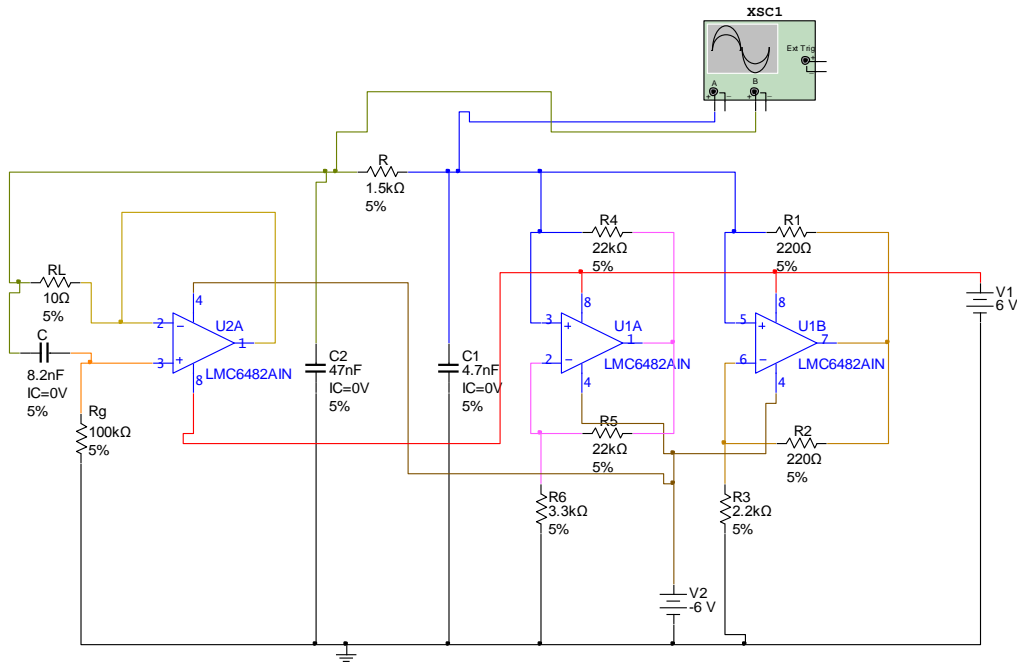 XSC1
Ext Trig
+
_
A
B
+
_
+
_
R
1.5kΩ
5%
R4
22kΩ
5%
R1
220Ω
5%
RL
10Ω
5%
V1
6 V
4
U2A
2
3
1
8
LMC6482AIN
C
8.2nF
IC=0V
5%
Rg
100kΩ
5%
C2
47nF
IC=0V
5%
C1
4.7nF
IC=0V
5%
8
U1A
3
2
1
4
LMC6482AIN
8
U1B
5
6
7
4
LMC6482AIN
R5
22kΩ
5%
R2
220Ω
5%
R6
3.3kΩ
5%
R3
2.2kΩ
5%
V2
-6 V